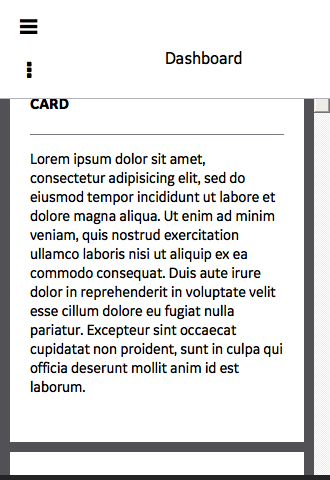 Dashboard
CARD
Lorem ipsum dolor sit amet,
consectetur adipisicing elit, sed do
eiusmod tempor incididunt ut labore et
dolore magna aliqua. Ut enim ad minim
veniam, quis nostrud exercitation
ullamco laboris nisi ut aliquip ex ea
commodo consequat. Duis aute irure
dolor in reprehenderit in voluptate velit
esse cillum dolore eu fugiat nulla
pariatur. Excepteur sint occaecat
cupidatat non proident, sunt in culpa qui
officia deserunt mollit anim id est
laborum.